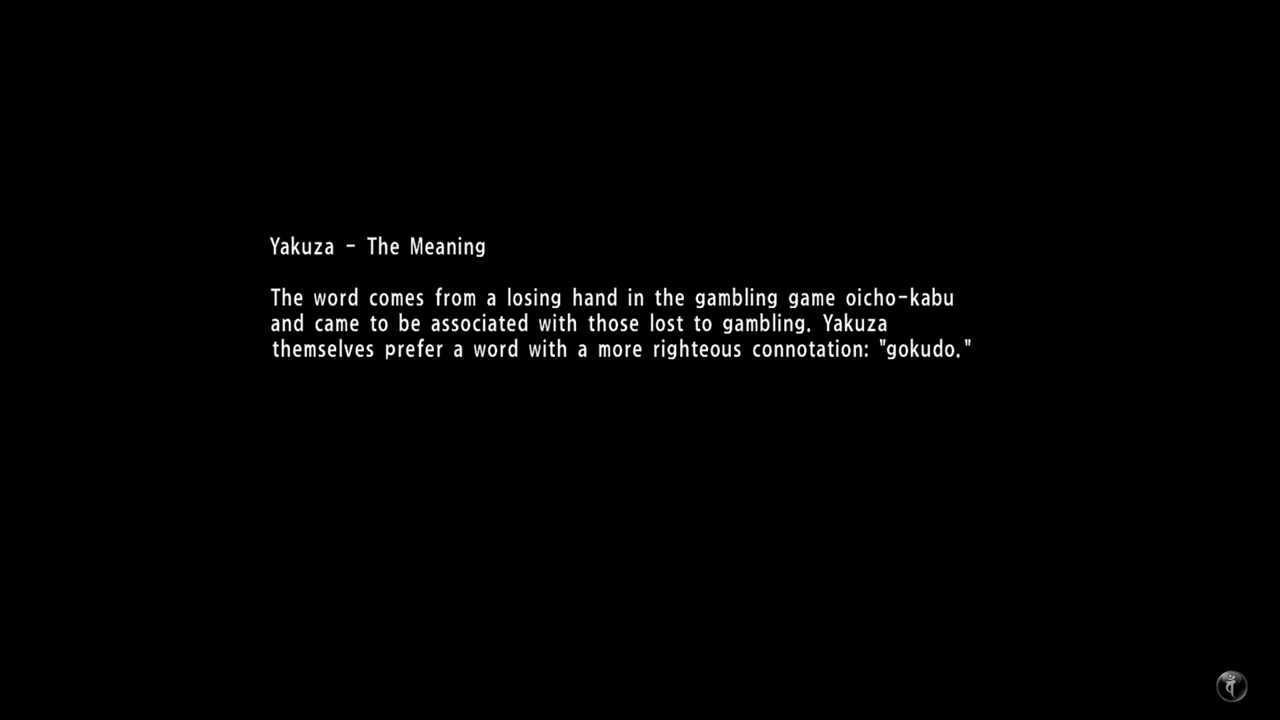 Yakuza - The Meaning
The word comes from a losing hand in the gambling game oicho-kabu
and came to be associated with those lost to gambling. Yakuza
themselves prefer a word with a more righteous connotation: "gokudo."